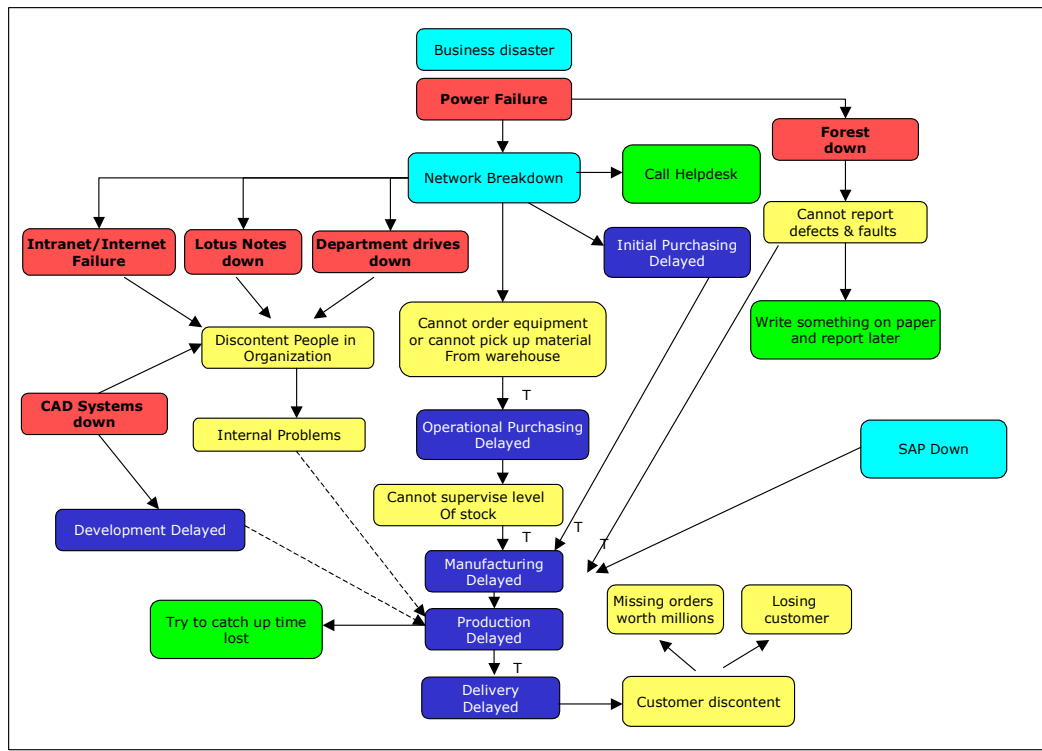 Business disaster
Power Failure
Forest
down
Network Breakdown
Call Helpdesk
Cannot report
defects & faults
Intranet/Internet
Failure
Lotus Notes
down
Department drives
down
Initial Purchasing
Delayed
Discontent People in
Organization
Cannot order equipment
or cannot pick up material
From warehouse
Write something on paper
and report later
T
CAD Systems
down
Internal Problems
Operational Purchasing
Delayed
SAP Down
Cannot supervise level
Of stock
Development Delayed
T
T
T
Manufacturing
Delayed
Missing orders
worth millions
Losing
customer
Try to catch up time
lost
Production
Delayed
T
Delivery
Delayed
Customer discontent